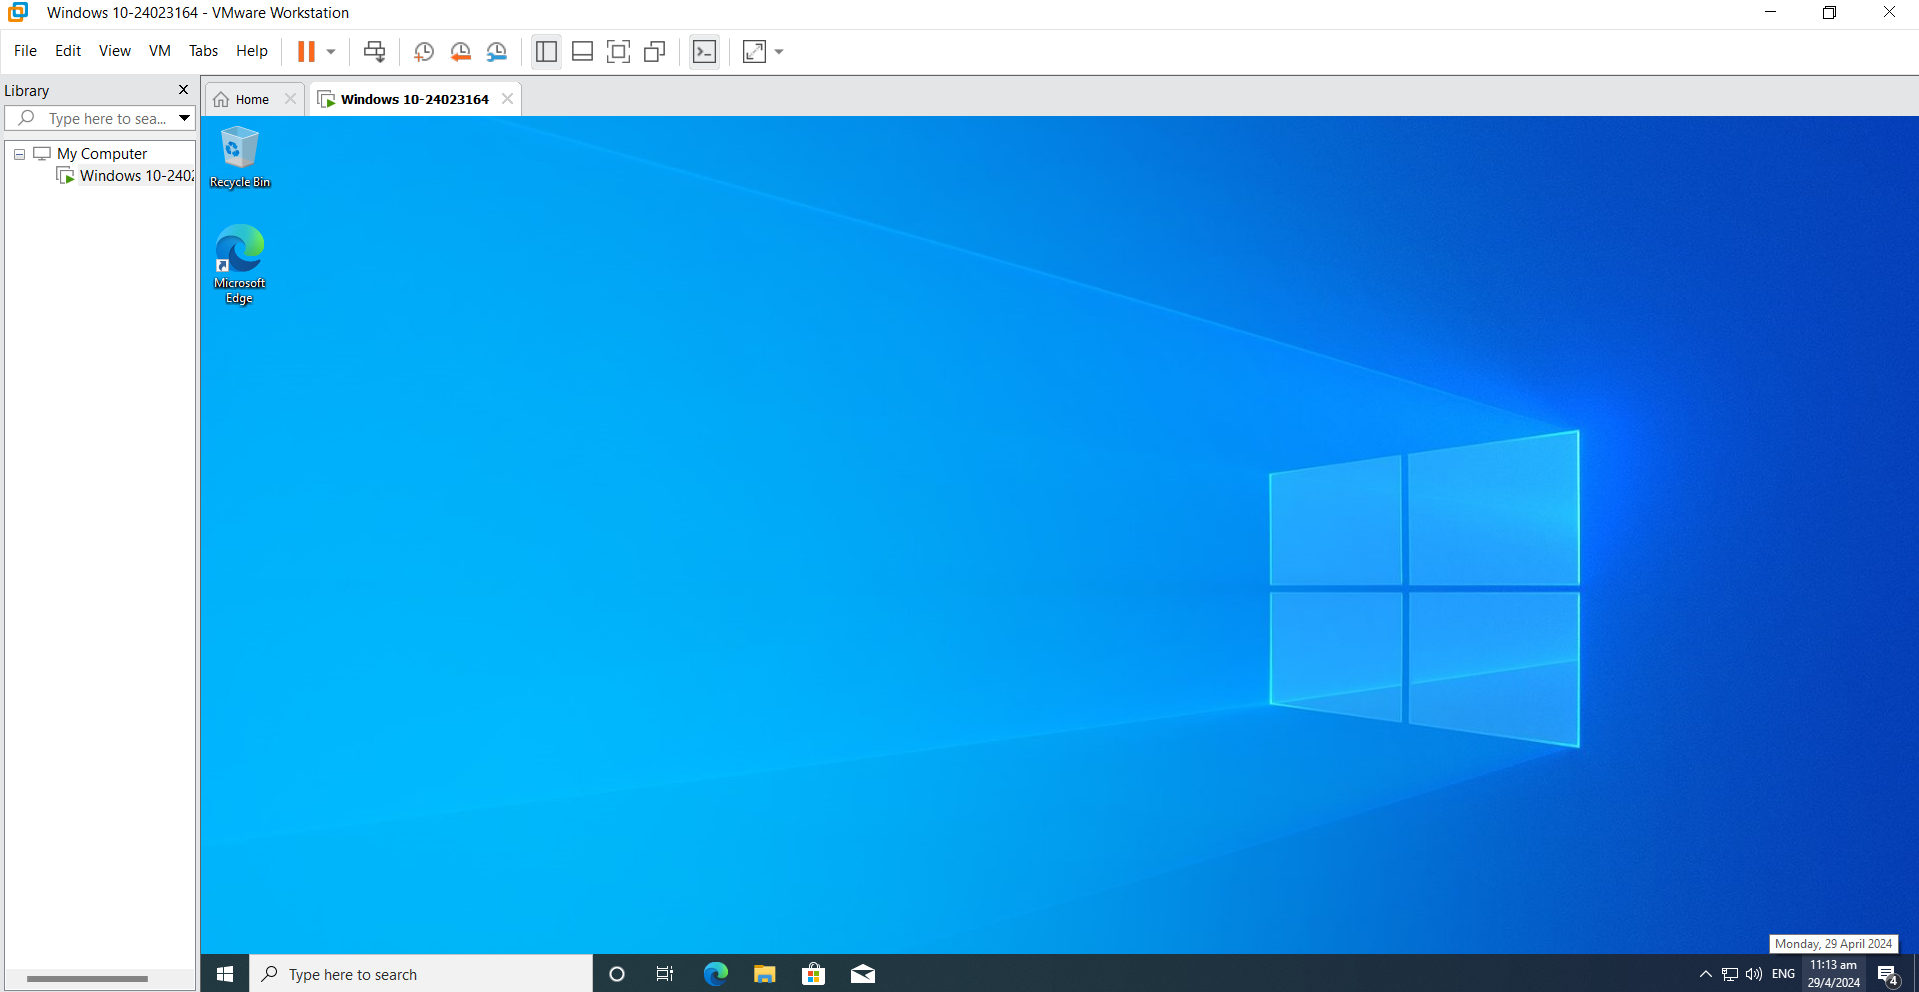 Windows 10-24023164 - VMware Workstation
File Edit View VM Tabs Help
Library
Type here to sea...
Home
Windows 10-24023164
My Computer
Windows 10-2402
Recycle Bin
Microsoft
Edge
Monday, 29 April 2024
Type here to search
ENG
11:13 am
29/4/2024
4